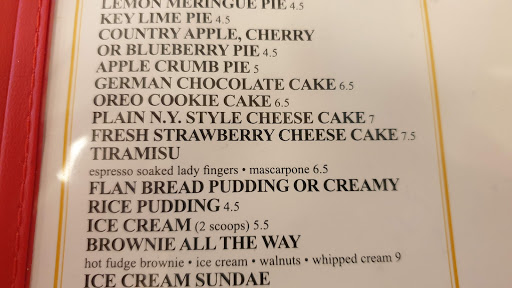 LEMON MERINGUE PIE 4.5
KEY LIME PIE 4.5
COUNTRY APPLE, CHERRY
OR BLUEBERRY PIE 4.5
APPLE CRUMB PIE 5
GERMAN CHOCOLATE CAKE 6.5
OREO COOKIE CAKE 6.5
PLAIN N.Y. STYLE CHEESE CAKE 7
FRESH STRAWBERRY CHEESE CAKE 7.5
TIRAMISU
espresso soaked lady fingers • mascarpone 6.5
FLAN BREAD PUDDING OR CREAMY
RICE PUDDING 4.5
ICE CREAM (2 scoops) 5.5
BROWNIE ALL THE WAY
hot fudge brownie • ice cream • walnuts • whipped cream 9
ICE CREAM SUNDAE